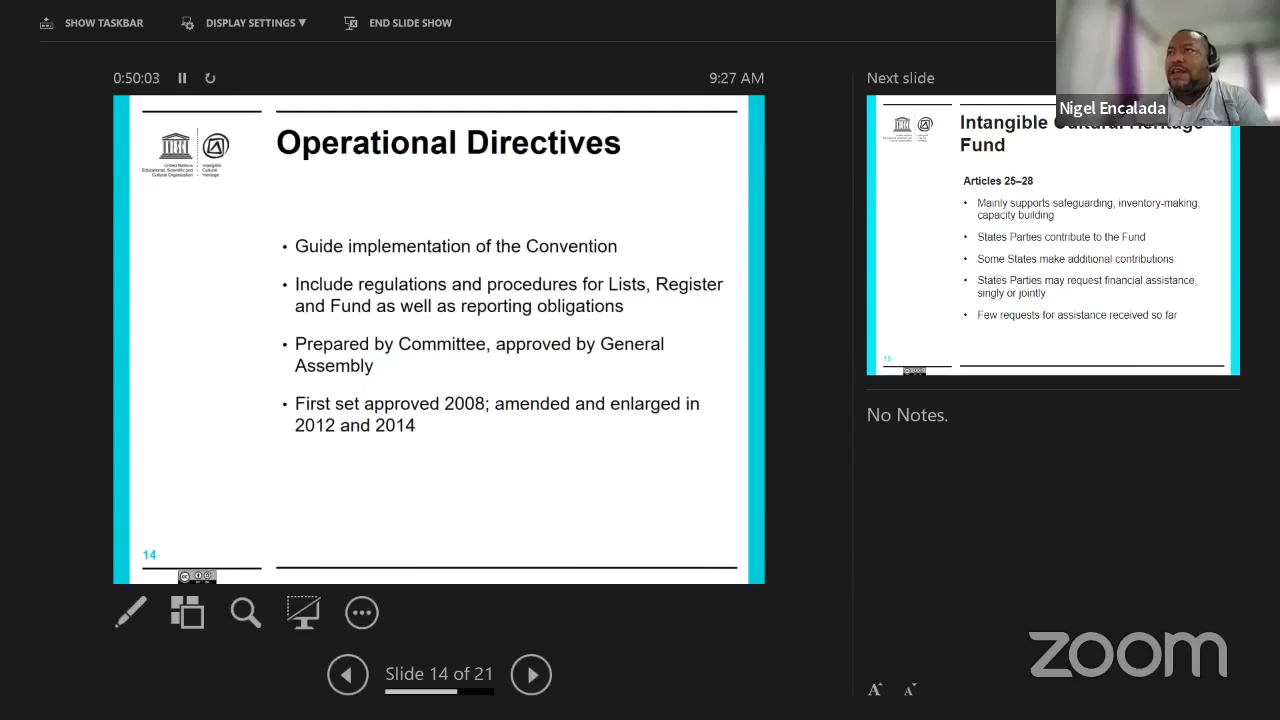 SHOW TASKBAR
DISPLAY SETTINGS ▼
END SLIDE SHOW
0:50:03
9:27 AM
Operational Directives
United Nations
Educational, Scientific and
Cultural Organization
Intangible
Cultural
Heritage
• Guide implementation of the Convention
• Include regulations and procedures for Lists, Register
and Fund as well as reporting obligations
• Prepared by Committee, approved by General
Assembly
• First set approved 2008; amended and enlarged in
2012 and 2014
14
Slide 14 of 21
Next slide
Nigel Encalada
Intangible Cultural Heritage
Fund
Articles 25–28
• Mainly supports safeguarding, inventory-making,
capacity building
• States Parties contribute to the Fund
• Some States make additional contributions
• States Parties may request financial assistance,
singly or jointly
• Few requests for assistance received so far
15
No Notes.
A A
zoom